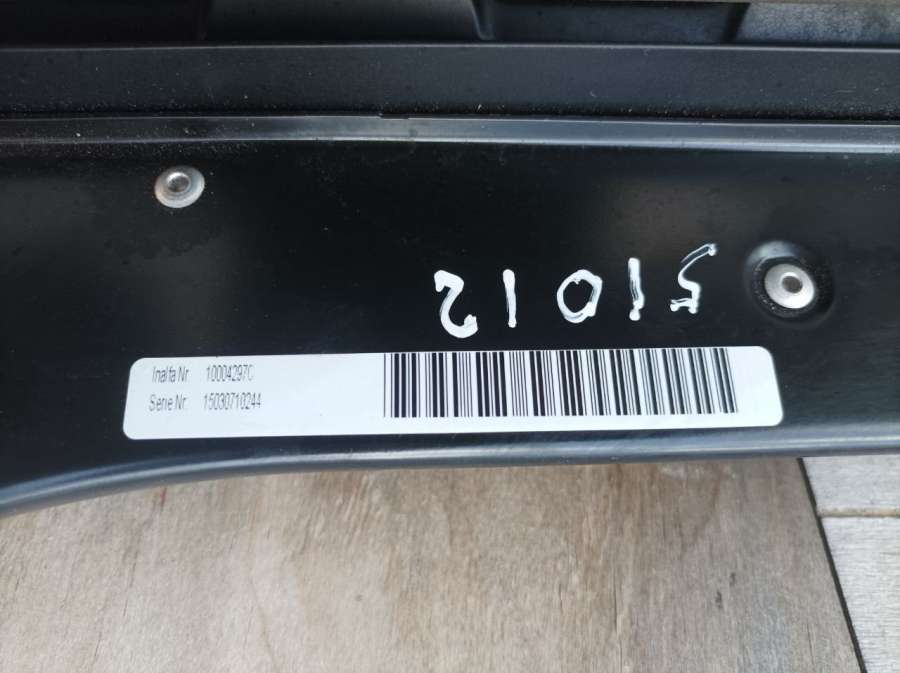 51012
Inalfa Nr. 10004297C
Serie Nr. 15030710244